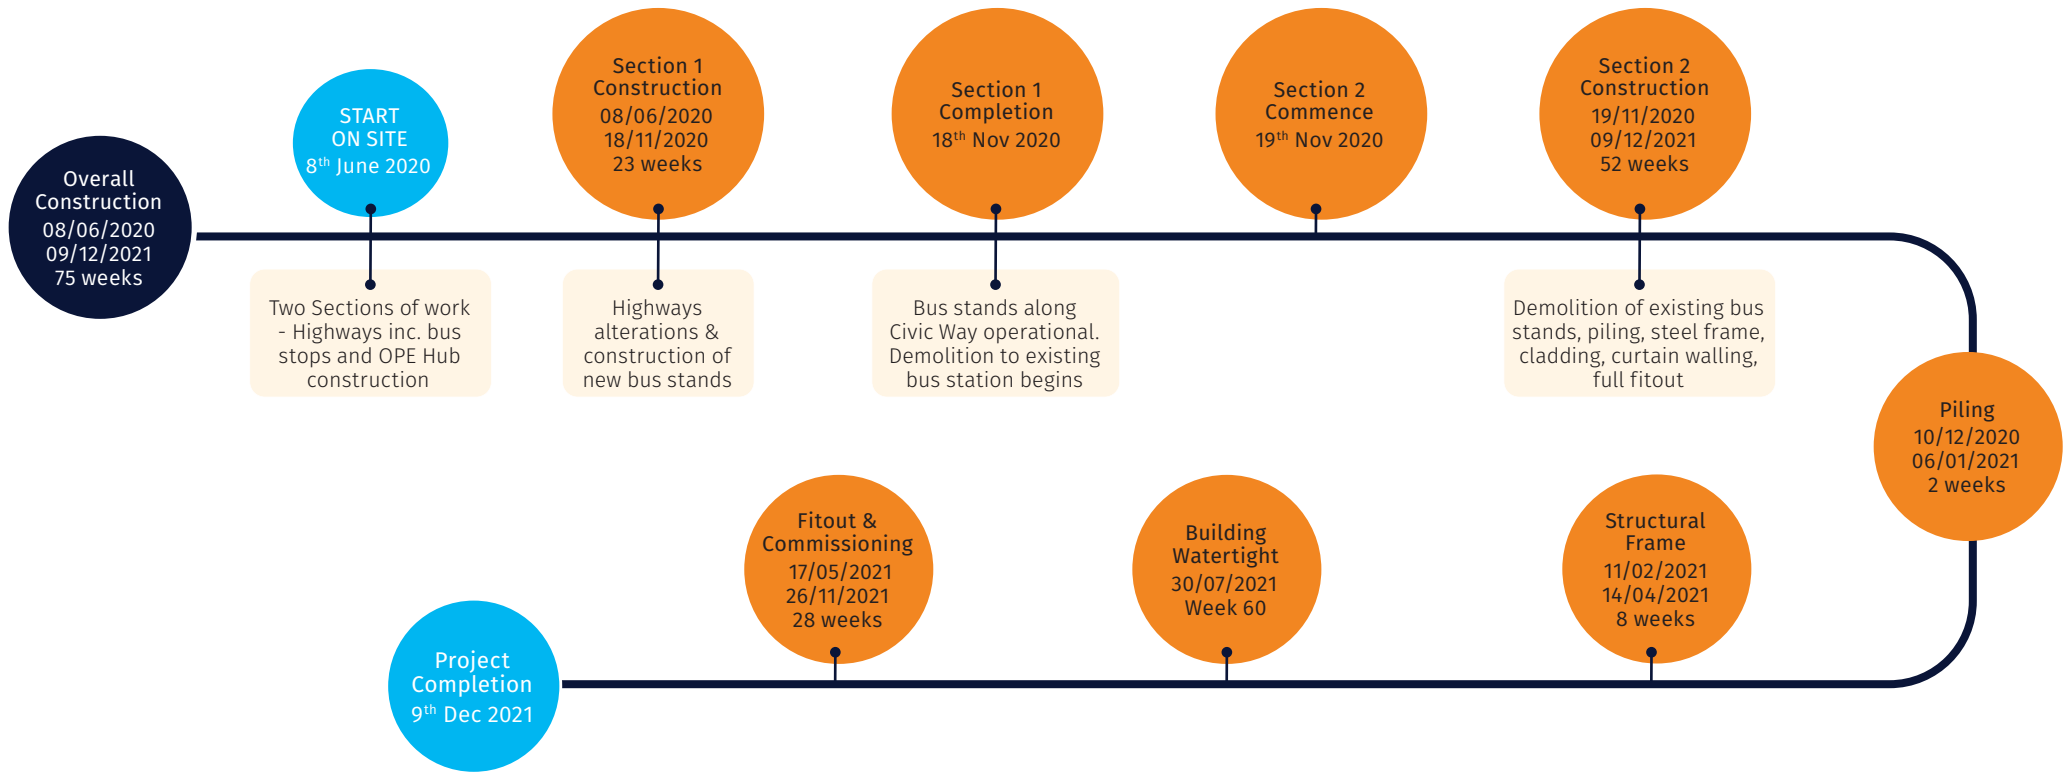 Overall
Construction
08/06/2020
09/12/2021
75 weeks
START
ON SITE
8th June 2020
Two Sections of work
- Highways inc. bus
stops and OPE Hub
construction
Section 1
Construction
08/06/2020
18/11/2020
23 weeks
Highways
alterations &
construction of
new bus stands
Section 1
Completion
18th Nov 2020
Bus stands along
Civic Way operational.
Demolition to existing
bus station begins
Section 2
Commence
19th Nov 2020
Section 2
Construction
19/11/2020
09/12/2021
52 weeks
Demolition of existing bus
stands, piling, steel frame,
cladding, curtain walling,
full fitout
Piling
10/12/2020
06/01/2021
2 weeks
Structural
Frame
11/02/2021
14/04/2021
8 weeks
Building
Watertight
30/07/2021
Week 60
Fitout &
Commissioning
17/05/2021
26/11/2021
28 weeks
Project
Completion
9th Dec 2021